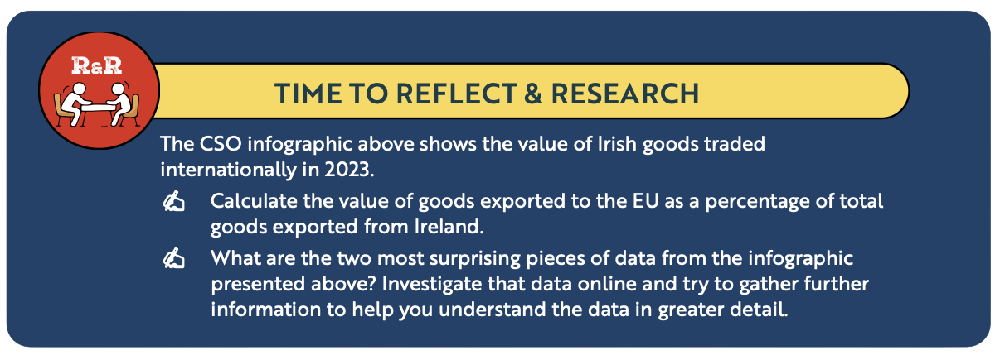 R&R
TIME TO REFLECT & RESEARCH
The CSO infographic above shows the value of Irish goods traded
internationally in 2023.
Calculate the value of goods exported to the EU as a percentage of total
goods exported from Ireland.
What are the two most surprising pieces of data from the infographic
presented above? Investigate that data online and try to gather further
information to help you understand the data in greater detail.